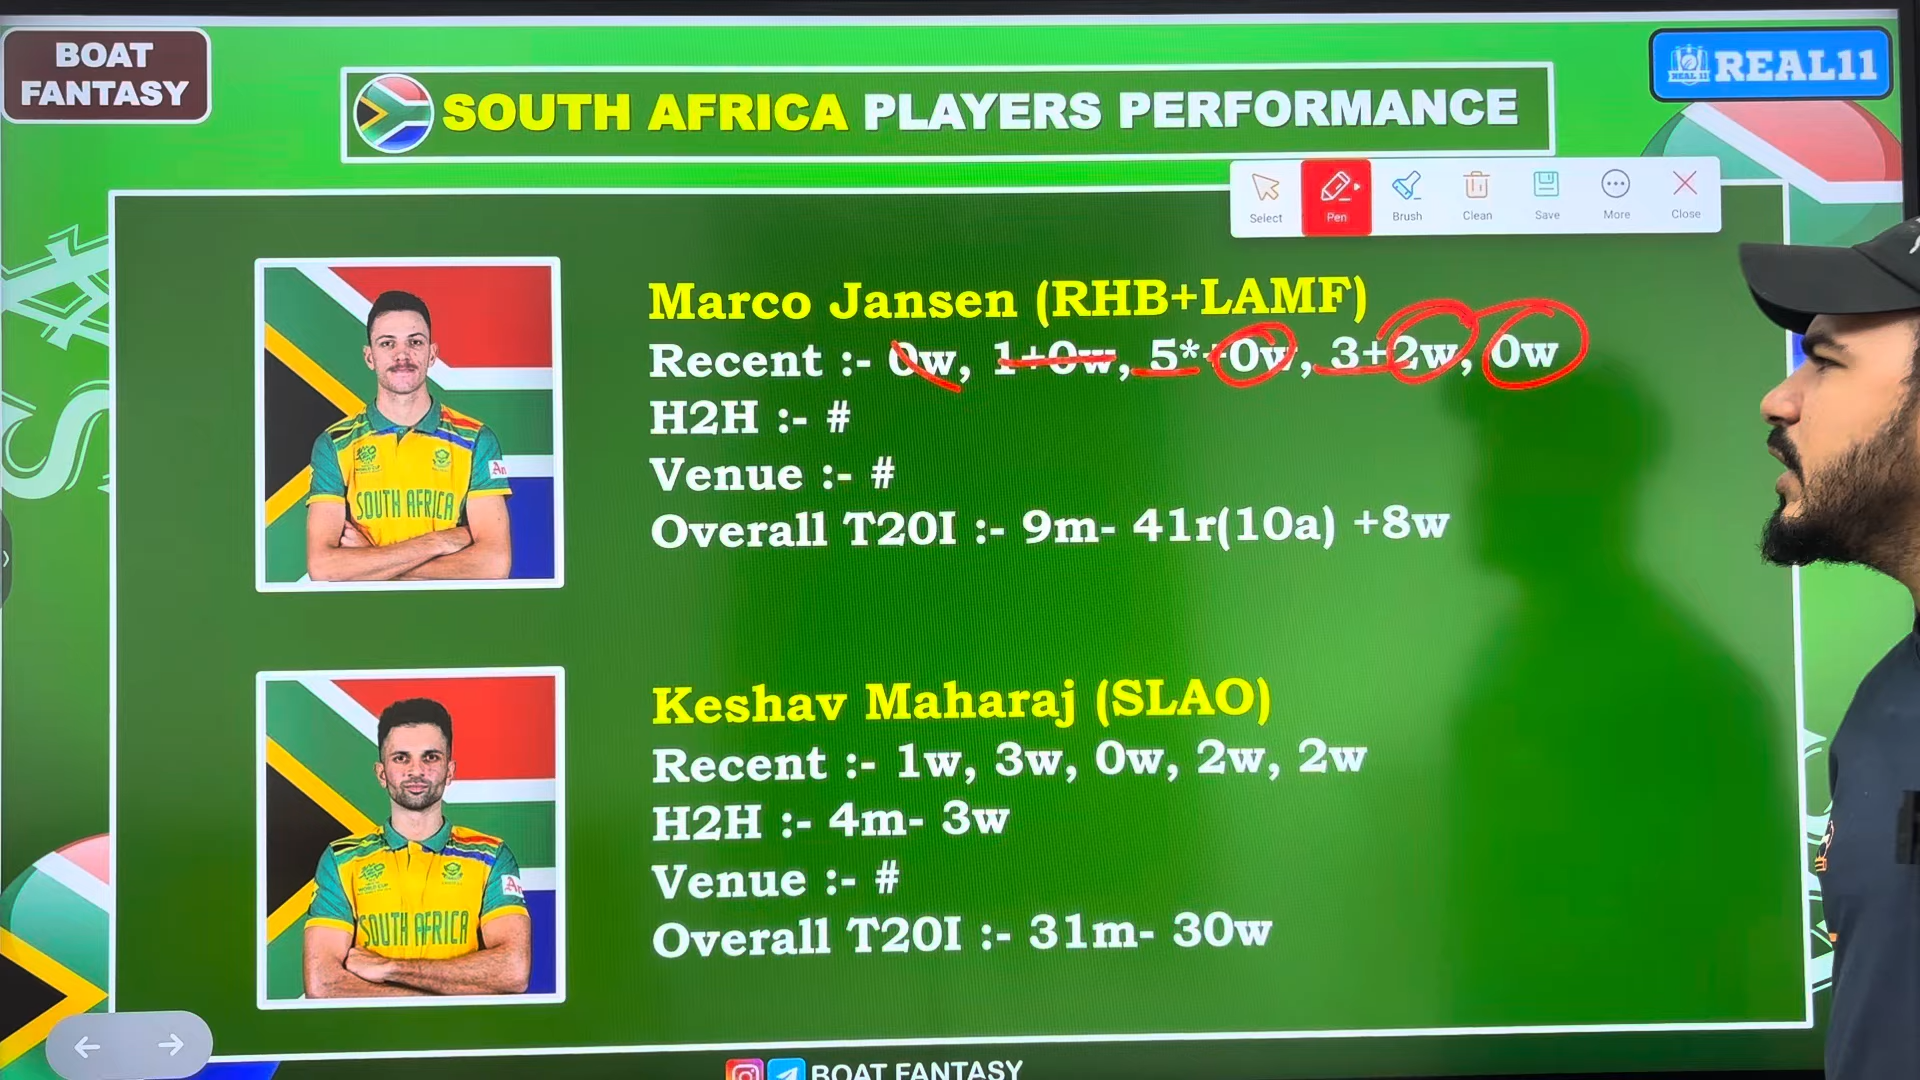 BOAT
FANTASY
SOUTH AFRICA PLAYERS PERFORMANCE
REAL 11
REAL11
Select
Pen
Brush
Clean
Save
More
Close
Marco Jansen (RHB+LAMF)
Recent :- 0w, 1+0w, 5*+0w, 3+2w, 0w
H2H :- #
Venue :- #
Overall T20I :- 9m- 41r(10a) +8w
SOUTH AFRICA
Keshav Maharaj (SLAO)
Recent :- 1w, 3w, 0w, 2w, 2w
H2H :- 4m- 3w
Venue :- #
Overall T20I :- 31m- 30w
SOUTH AFRICA
BOAT FANTASY